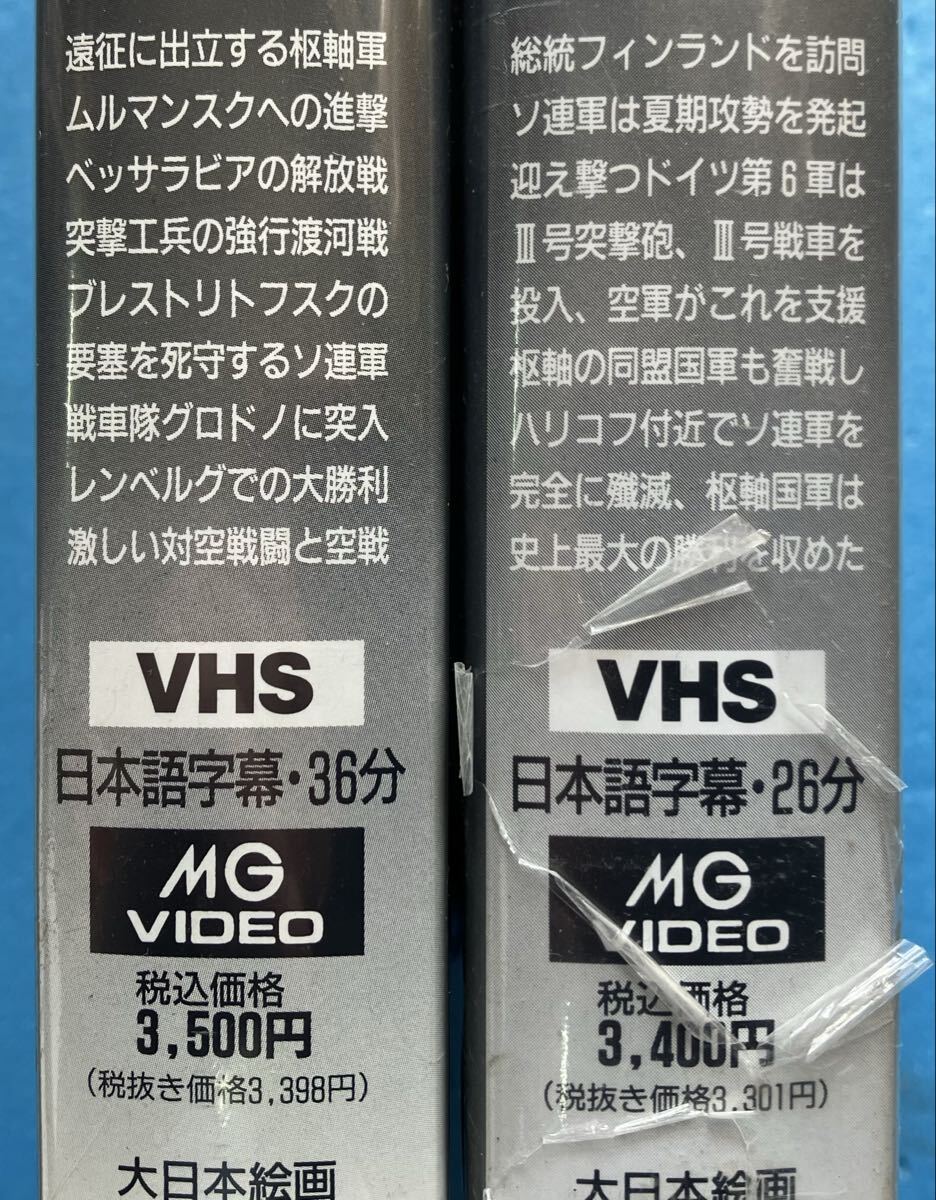 遠征に出立する枢軸軍
ムルマンスクへの進撃
ベッサラビアの解放戦
突撃工兵の強行渡河戦
ブレストリトフスクの
要塞を死守するソ連軍
戦車隊グロドノに突入
レンベルグでの大勝利
激しい対空戦闘と空戦
VHS
日本語字幕・36分
MG
VIDEO
税込価格
3,500円
(税抜き価格3,398円)
大日本絵画
総統フィンランドを訪問
ソ連軍は夏期攻勢を発起
迎え撃つドイツ第6軍は
Ⅲ号突撃砲、Ⅲ号戦車を
投入、空軍がこれを支援
枢軸の同盟国軍も奮戦し
ハリコフ付近でソ連軍を
完全に殲滅、枢軸国軍は
史上最大の勝利を収めた
VHS
日本語字幕・26分
MG
VIDEO
税込価格
3,400円
(税抜き価格3,301円)
大日本絵画